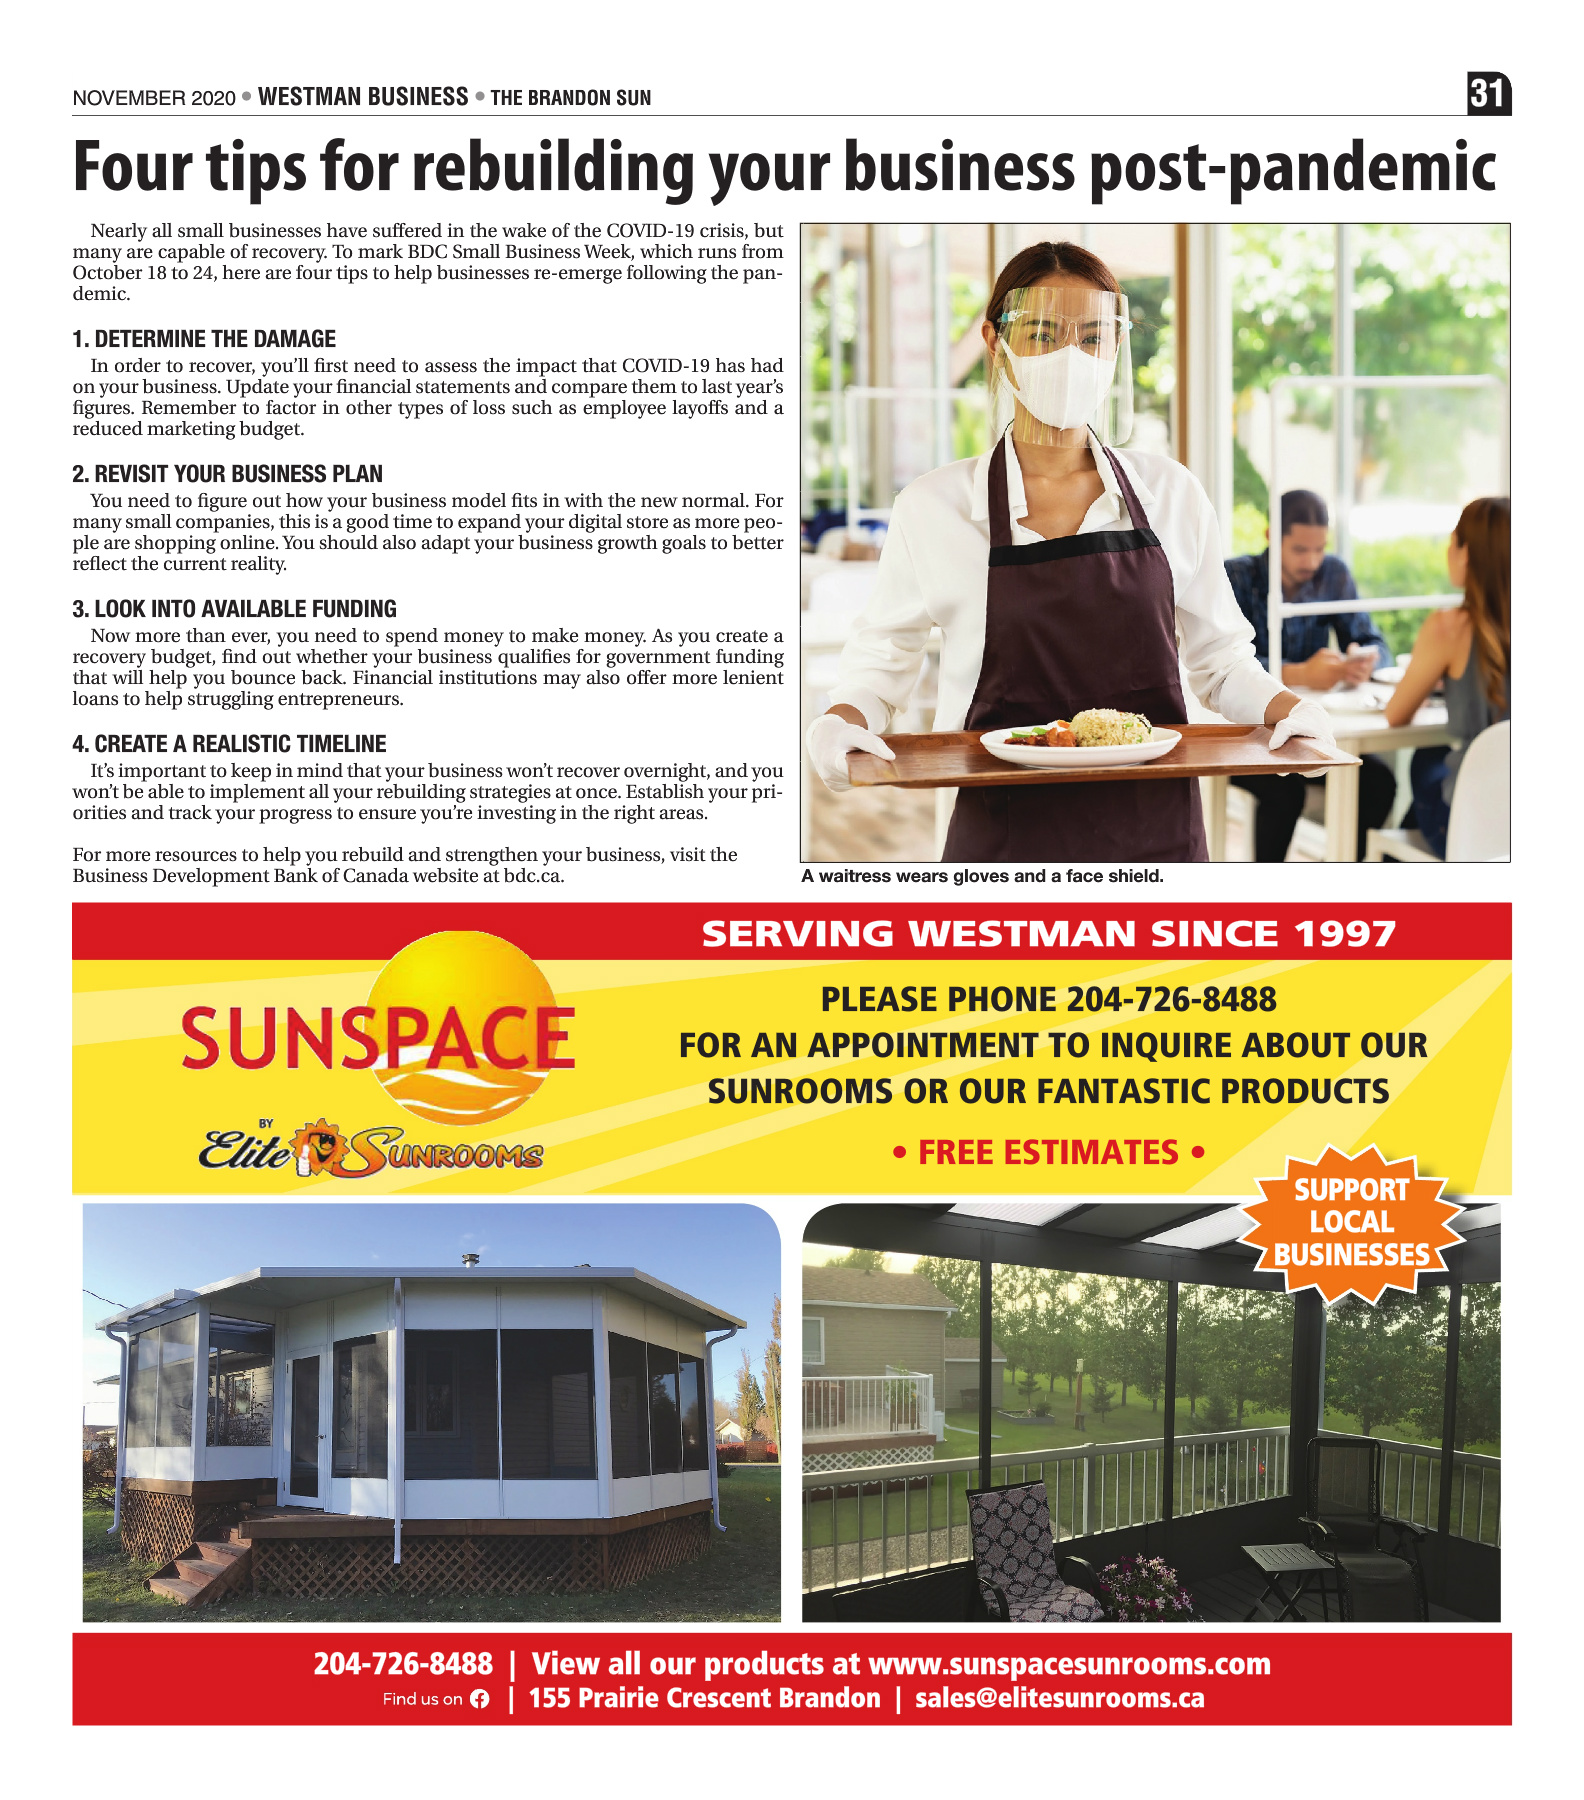 NOVEMBER 2020 • WESTMAN BUSINESS • THE BRANDON SUN
31
Four tips for rebuilding your business post-pandemic
Nearly all small businesses have suffered in the wake of the COVID-19 crisis, but
many are capable of recovery. To mark BDC Small Business Week, which runs from
October 18 to 24, here are four tips to help businesses re-emerge following the pan-
demic.
1. DETERMINE THE DAMAGE
In order to recover, you’ll first need to assess the impact that COVID-19 has had
on your business. Update your financial statements and compare them to last year’s
figures. Remember to factor in other types of loss such as employee layoffs and a
reduced marketing budget.
2. REVISIT YOUR BUSINESS PLAN
You need to figure out how your business model fits in with the new normal. For
many small companies, this is a good time to expand your digital store as more peo-
ple are shopping online. You should also adapt your business growth goals to better
reflect the current reality.
3. LOOK INTO AVAILABLE FUNDING
Now more than ever, you need to spend money to make money. As you create a
recovery budget, find out whether your business qualifies for government funding
that will help you bounce back. Financial institutions may also offer more lenient
loans to help struggling entrepreneurs.
4. CREATE A REALISTIC TIMELINE
It’s important to keep in mind that your business won’t recover overnight, and you
won’t be able to implement all your rebuilding strategies at once. Establish your pri-
orities and track your progress to ensure you’re investing in the right areas.
For more resources to help you rebuild and strengthen your business, visit the
Business Development Bank of Canada website at bdc.ca.
A waitress wears gloves and a face shield.
SERVING WESTMAN SINCE 1997
SUNSPACE
BY
Elite SUNROOMS
PLEASE PHONE 204-726-8488
FOR AN APPOINTMENT TO INQUIRE ABOUT OUR
SUNROOMS OR OUR FANTASTIC PRODUCTS
• FREE ESTIMATES •
SUPPORT
LOCAL
BUSINESSES
204-726-8488 | View all our products at www.sunspacesunrooms.com
Find us on | 155 Prairie Crescent Brandon | sales@elitesunrooms.ca